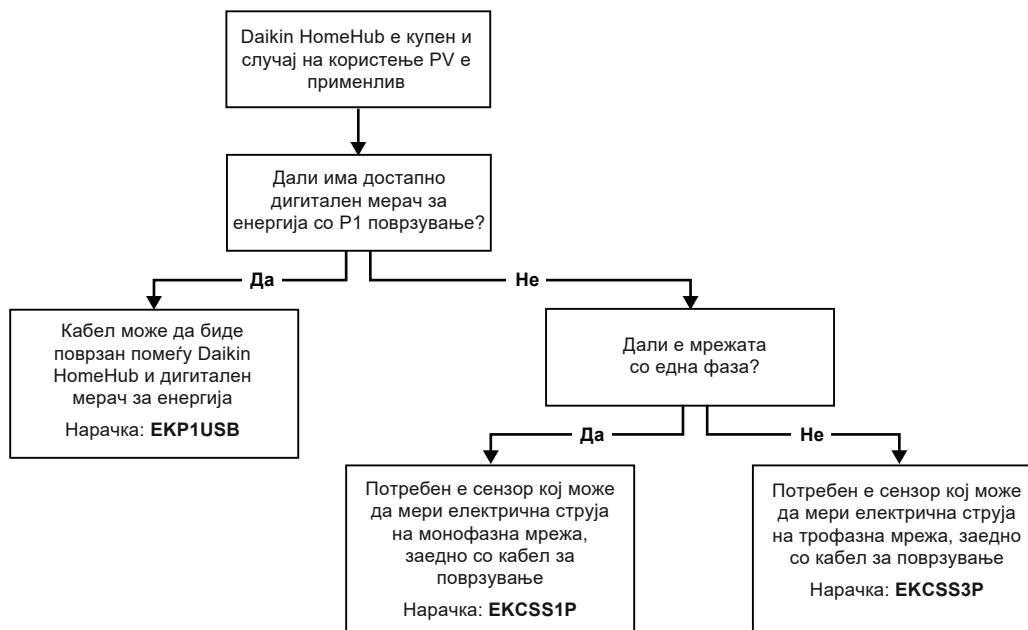 Daikin HomeHub е купен и
случај на користење PV е
применлив
Дали има достапно
дигитален мерач за
енергија со P1 поврзување?
Да
Не
Кабел може да биде
поврзан помеѓу Daikin
HomeHub и дигитален
мерач за енергија
Нарачка: EKP1USB
Дали е мрежата
со една фаза?
Да
Не
Потребен е сензор кој може
да мери електрична струја
на монофазна мрежа,
заедно со кабел за
поврзување
Нарачка: EKCSS1P
Потребен е сензор кој може
да мери електрична струја
на трофазна мрежа, заедно
со кабел за поврзување
Нарачка: EKCSS3P